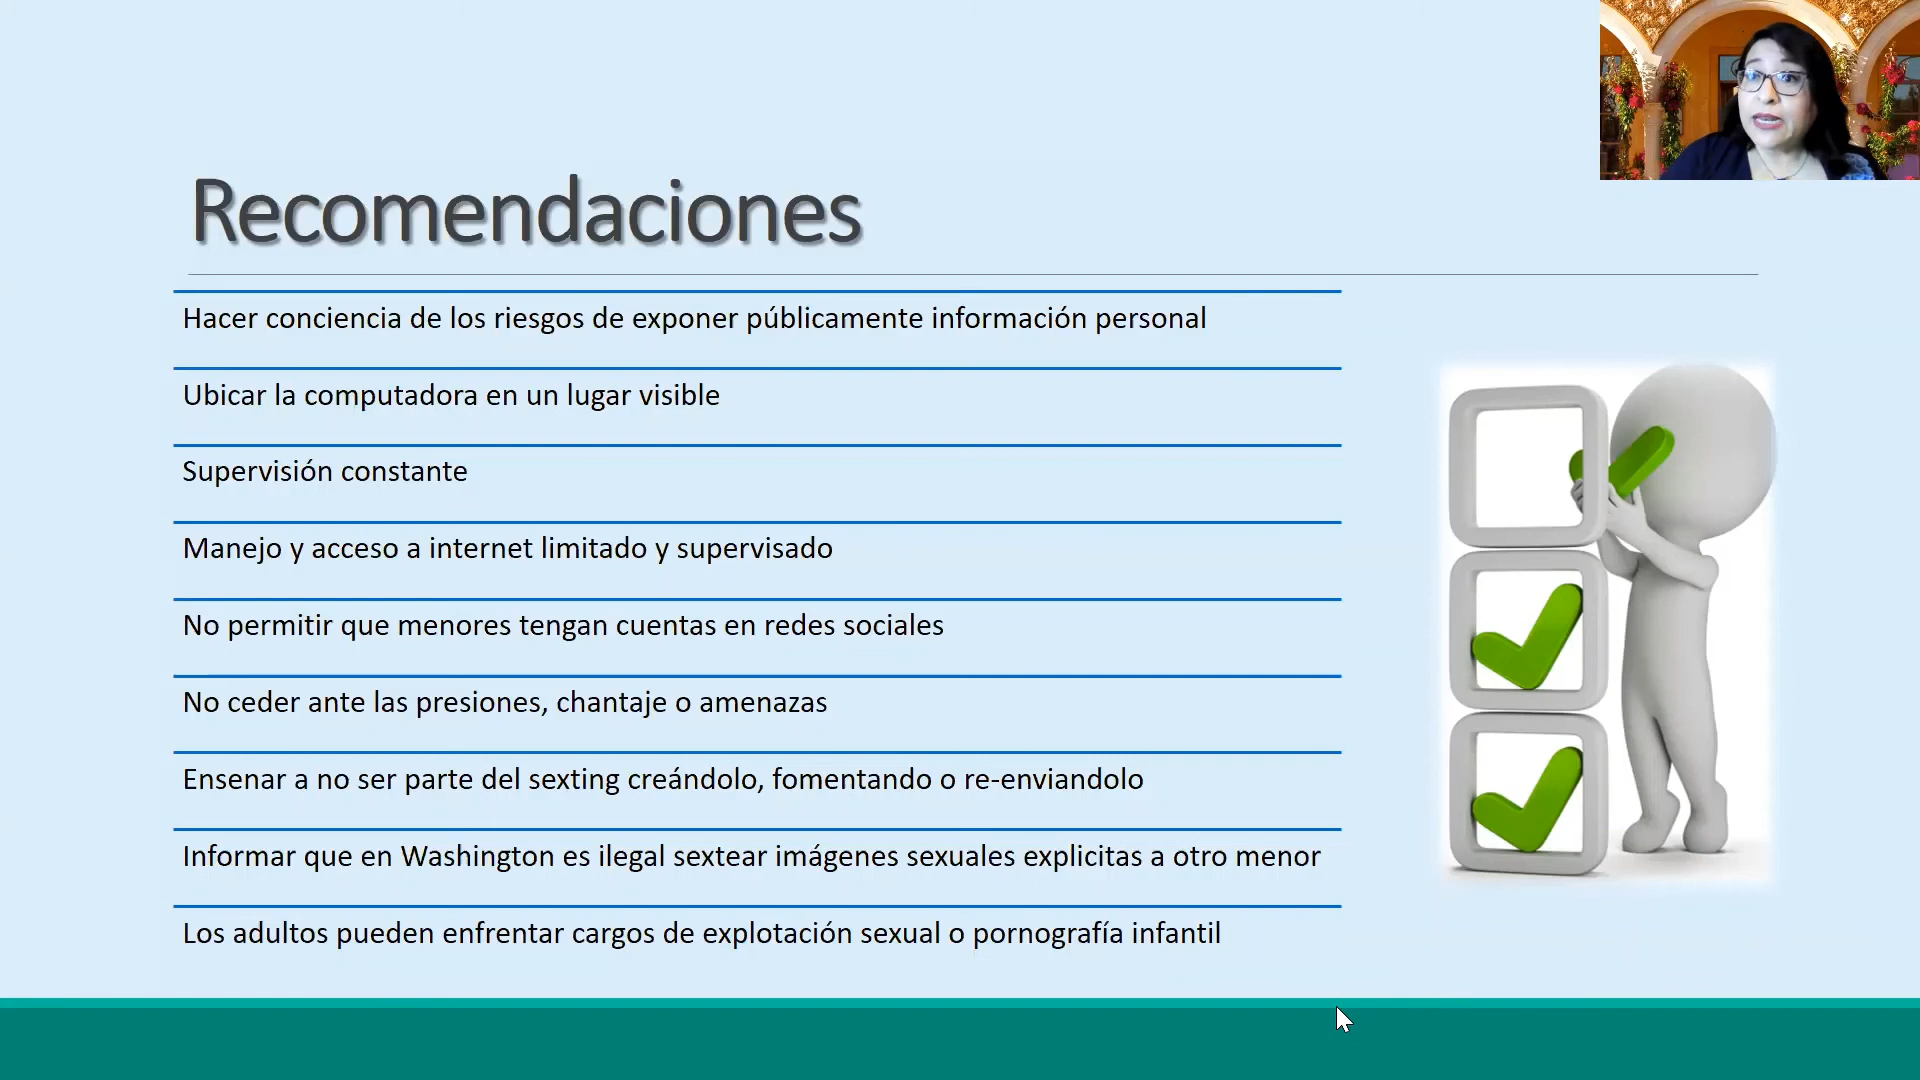 Recomendaciones
Hacer conciencia de los riesgos de exponer públicamente información personal
Ubicar la computadora en un lugar visible
Supervisión constante
Manejo y acceso a internet limitado y supervisado
No permitir que menores tengan cuentas en redes sociales
No ceder ante las presiones, chantaje o amenazas
Ensenar a no ser parte del sexting creándolo, fomentando o re-enviandolo
Informar que en Washington es ilegal sextear imágenes sexuales explicitas a otro menor
Los adultos pueden enfrentar cargos de explotación sexual o pornografía infantil